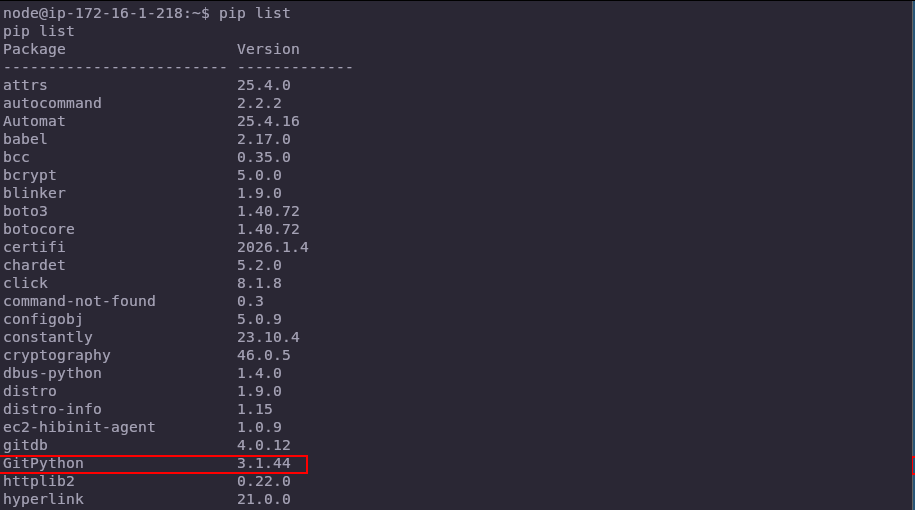 node@ip-172-16-1-218:~$ pip list
pip list
Package                   Version
------------------------- -------------
attrs                     25.4.0
autocommand               2.2.2
Automat                   25.4.16
babel                     2.17.0
bcc                       0.35.0
bcrypt                    5.0.0
blinker                   1.9.0
boto3                     1.40.72
botocore                  1.40.72
certifi                   2026.1.4
chardet                   5.2.0
click                     8.1.8
command-not-found         0.3
configobj                 5.0.9
constantly                23.10.4
cryptography              46.0.5
dbus-python               1.4.0
distro                    1.9.0
distro-info               1.15
ec2-hibinit-agent         1.0.9
gitdb                     4.0.12
GitPython                 3.1.44
httplib2                  0.22.0
hyperlink                 21.0.0